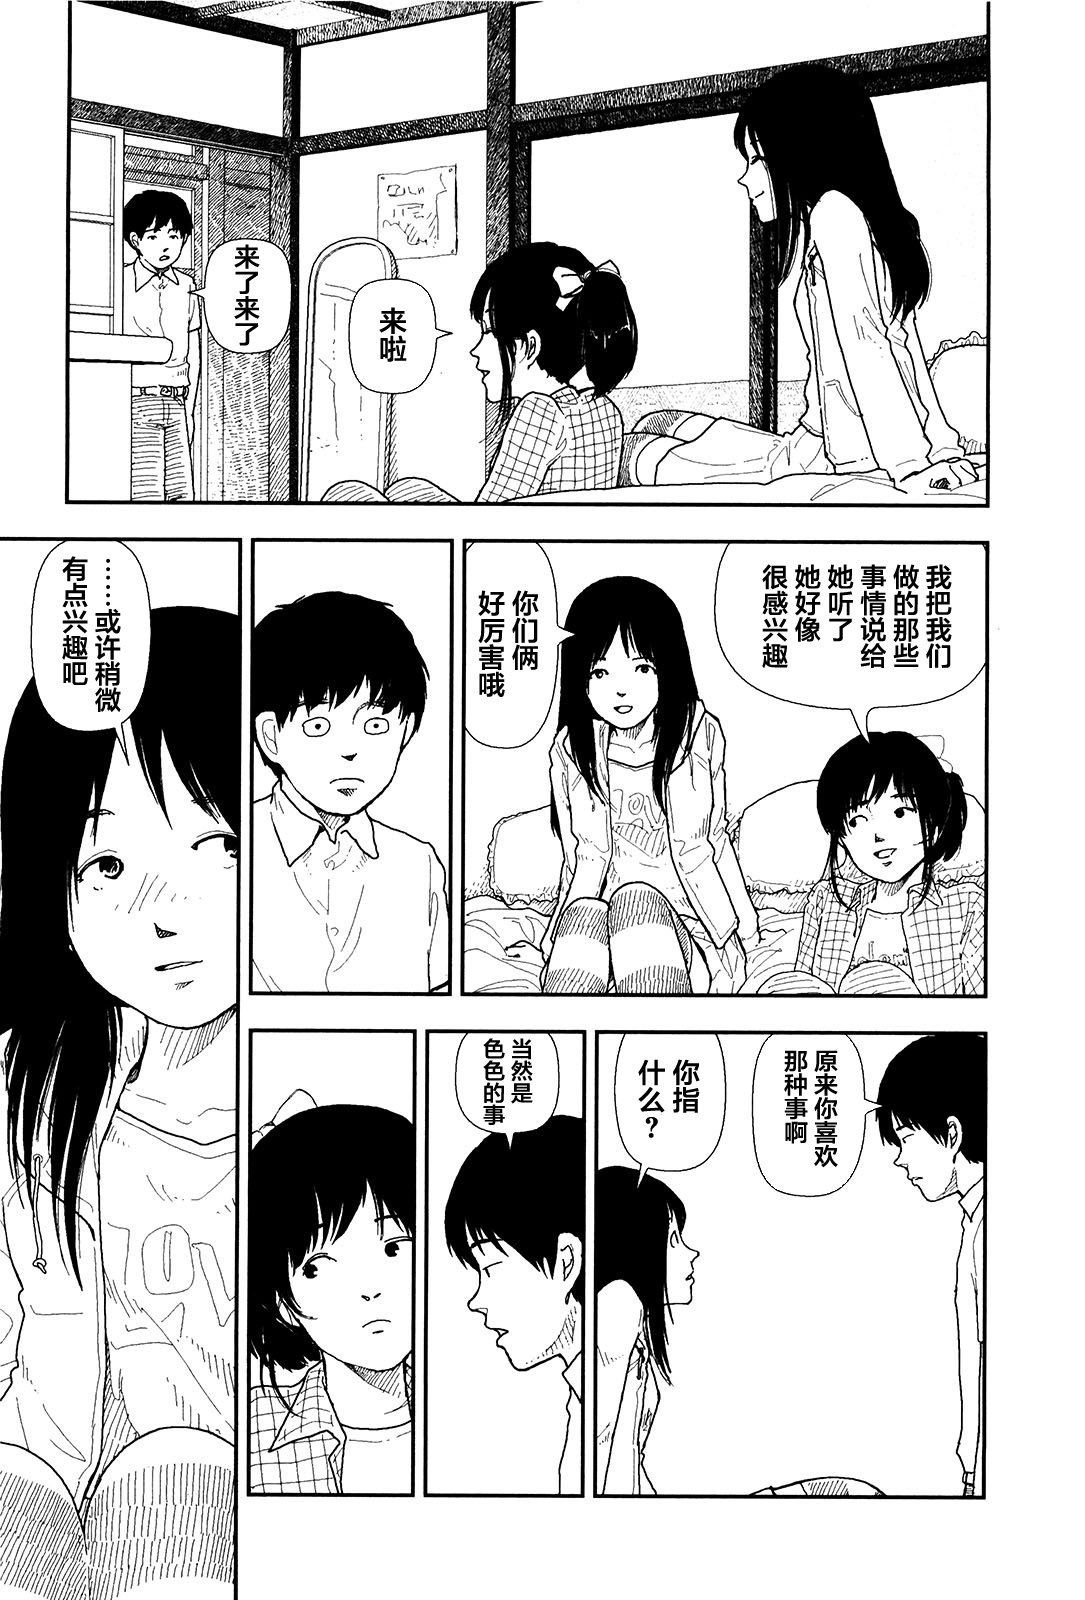 来啦
来了来了
我把我们
做的那些
事情说给
她听了
她好像
很感兴趣
你们俩
好厉害哦
原来你喜欢
那种事啊
你指
什么？
当然是
色色的事
……或许稍微
有点兴趣吧